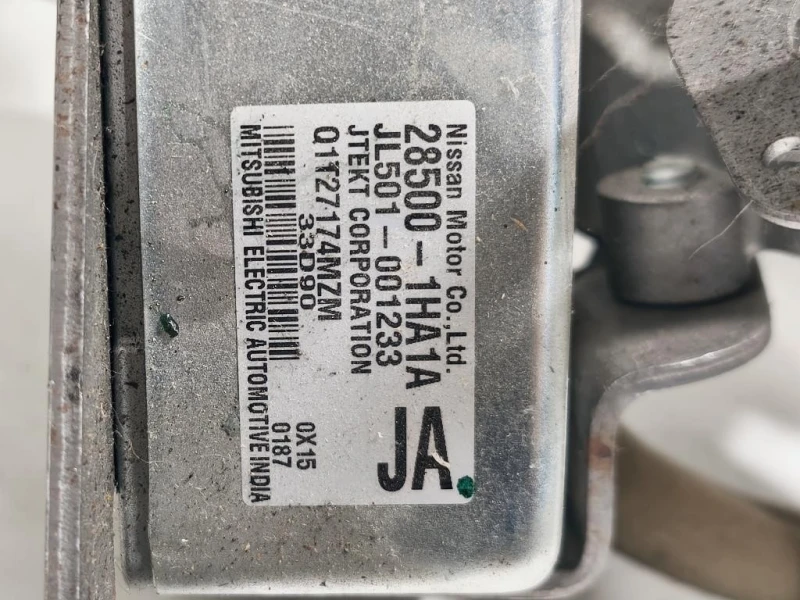 Nissan Motor Co.,Ltd.
28500-1HA1A
JL501-001233
JTEKT CORPORATION
JA
Q1T27174MZM
33D90
0X15
0187
MITSUBISHI ELECTRIC AUTOMOTIVE INDIA